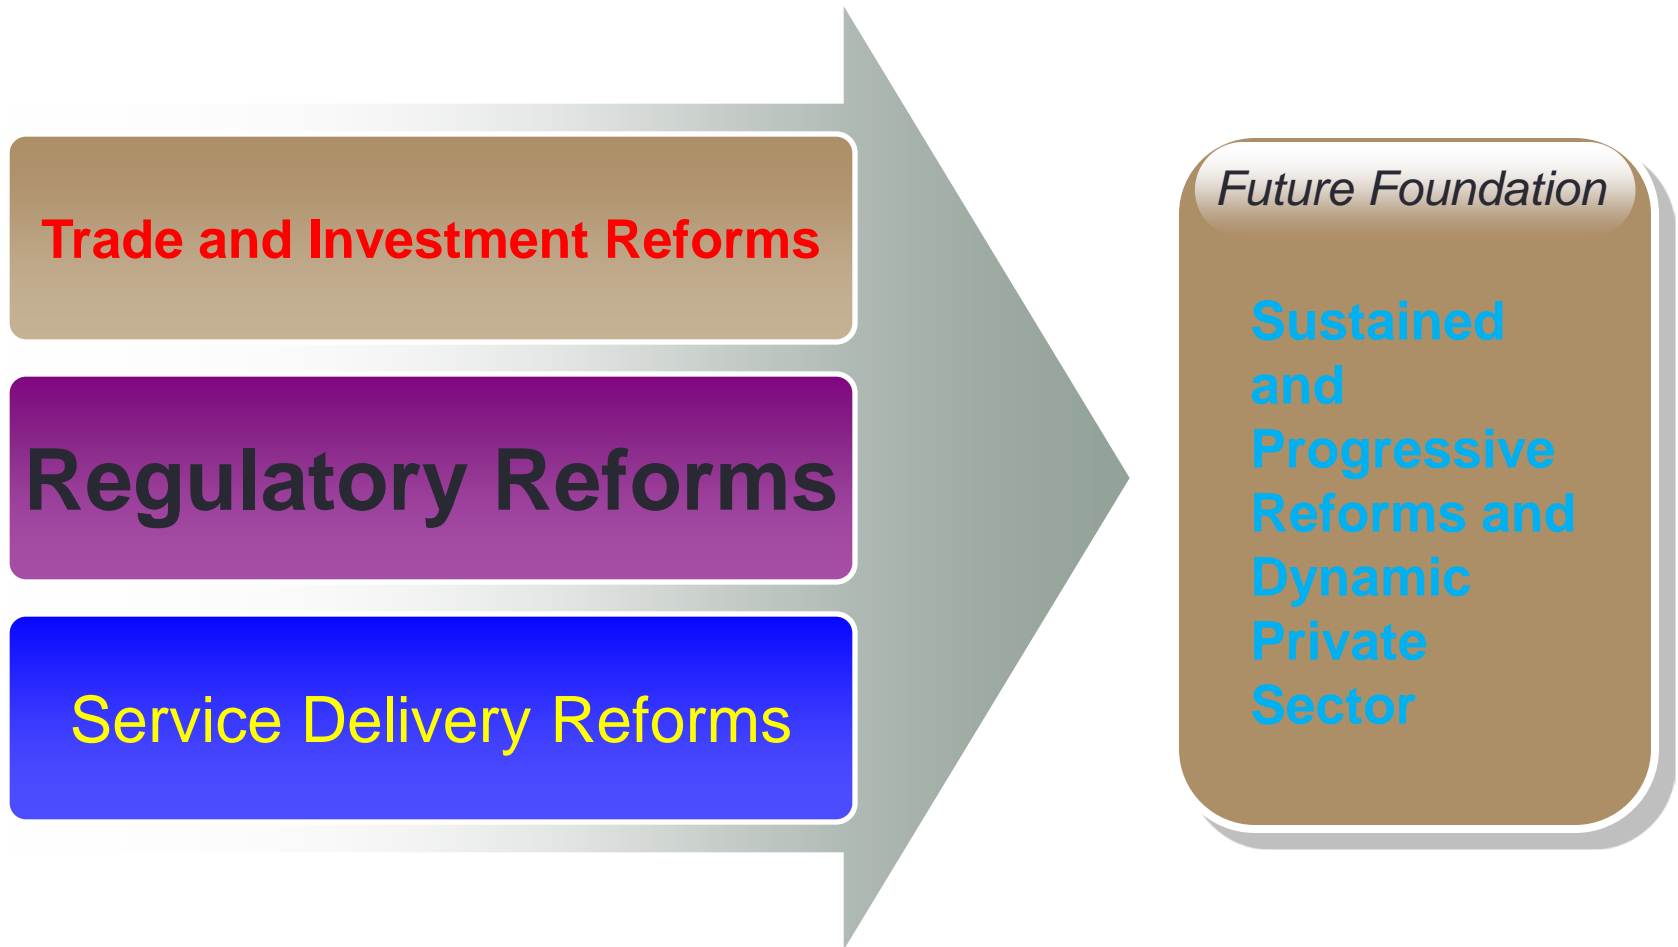 Trade and Investment Reforms
Regulatory Reforms
Service Delivery Reforms
Future Foundation
Sustained
and
Progressive
Reforms and
Dynamic
Private
Sector